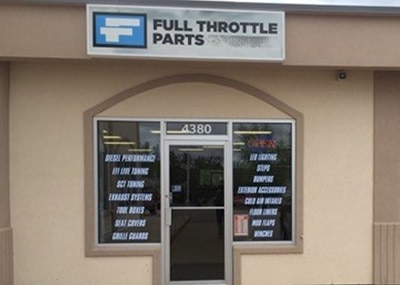 FULL THROTTLE
PARTS
4380
DIESEL PERFORMANCE
EFI LIVE TUNING
SCT TUNING
EXHAUST SYSTEMS
TOOL BOXES
SEAT COVERS
GRILLE GUARDS
OPEN
LED LIGHTING
STEPS
BUMPERS
EXTERIOR ACCESSORIES
COLD AIR INTAKES
FLOOR LINERS
MUD FLAPS
WINCHES